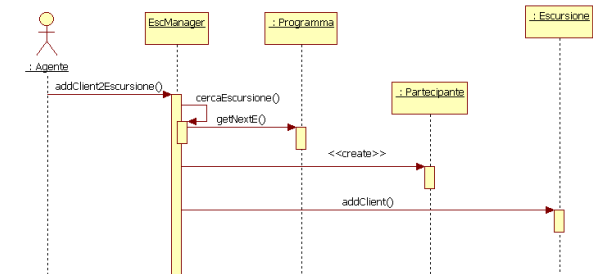 : Escursione
EscManager
: Programma
: Agente
addClient2Escursione()
: Partecipante
cercaEscursione()
getNextE()
<<create>>
addClient()